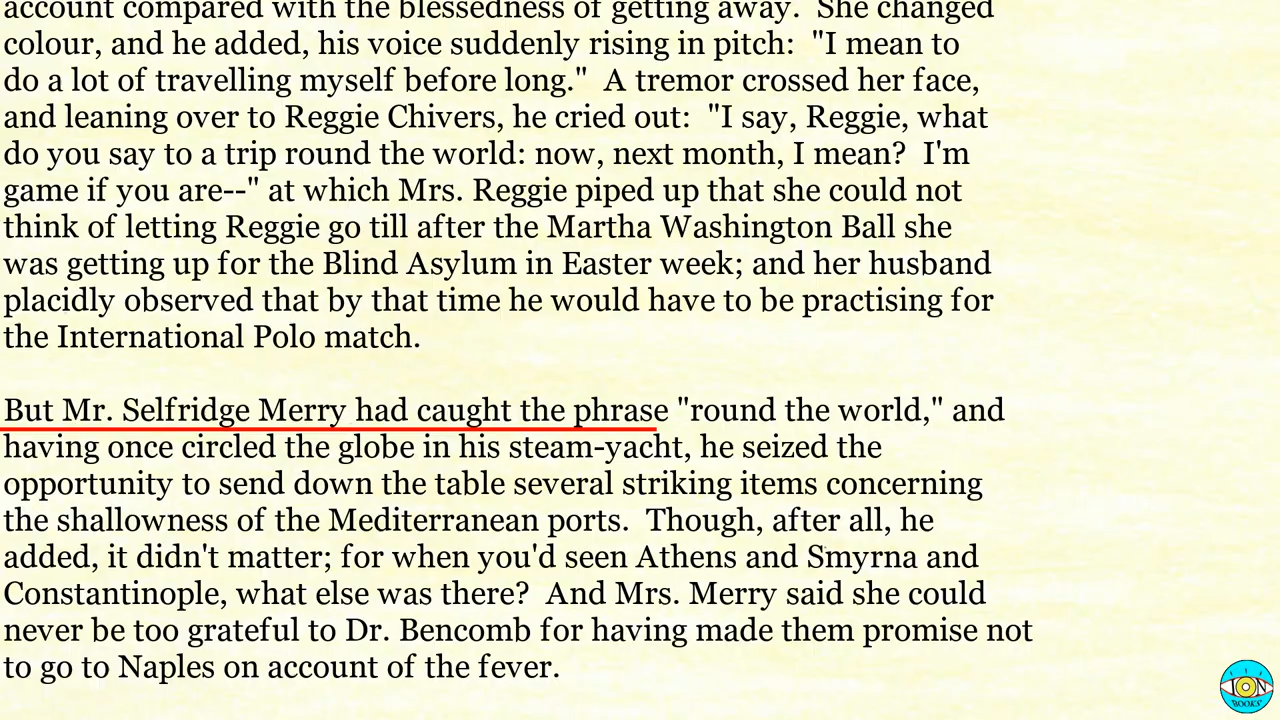 account compared with the blessedness of getting away.  She changed
colour, and he added, his voice suddenly rising in pitch:  "I mean to
do a lot of travelling myself before long."  A tremor crossed her face,
and leaning over to Reggie Chivers, he cried out:  "I say, Reggie, what
do you say to a trip round the world: now, next month, I mean?  I'm
game if you are--" at which Mrs. Reggie piped up that she could not
think of letting Reggie go till after the Martha Washington Ball she
was getting up for the Blind Asylum in Easter week; and her husband
placidly observed that by that time he would have to be practising for
the International Polo match.
But Mr. Selfridge Merry had caught the phrase "round the world," and
having once circled the globe in his steam-yacht, he seized the
opportunity to send down the table several striking items concerning
the shallowness of the Mediterranean ports.  Though, after all, he
added, it didn't matter; for when you'd seen Athens and Smyrna and
Constantinople, what else was there?  And Mrs. Merry said she could
never be too grateful to Dr. Bencomb for having made them promise not
to go to Naples on account of the fever.
ION
BOOKS